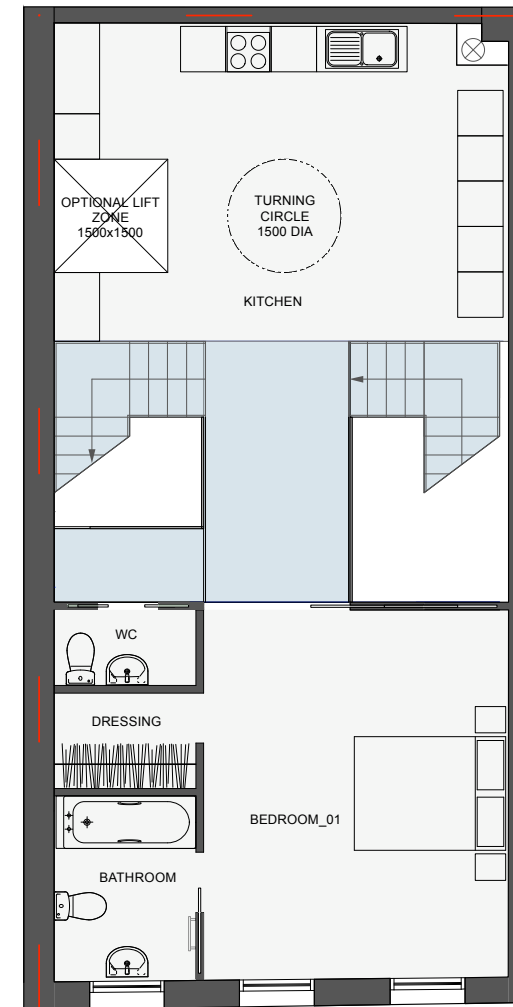 OPTIONAL LIFT
ZONE
1500x1500
TURNING
CIRCLE
1500 DIA
KITCHEN
WC
DRESSING
BEDROOM_01
BATHROOM